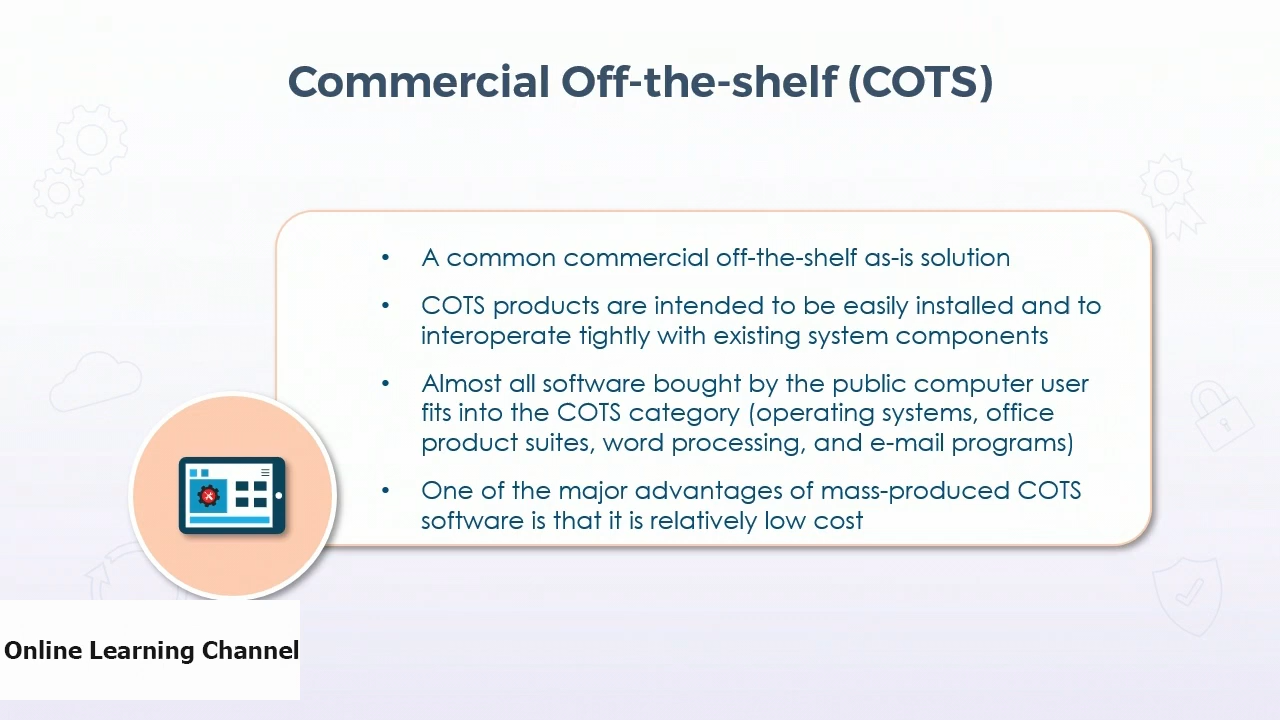 Commercial Off-the-shelf (COTS)
• A common commercial off-the-shelf as-is solution
• COTS products are intended to be easily installed and to
interoperate tightly with existing system components
• Almost all software bought by the public computer user
fits into the COTS category (operating systems, office
product suites, word processing, and e-mail programs)
• One of the major advantages of mass-produced COTS
software is that it is relatively low cost
Online Learning Channel